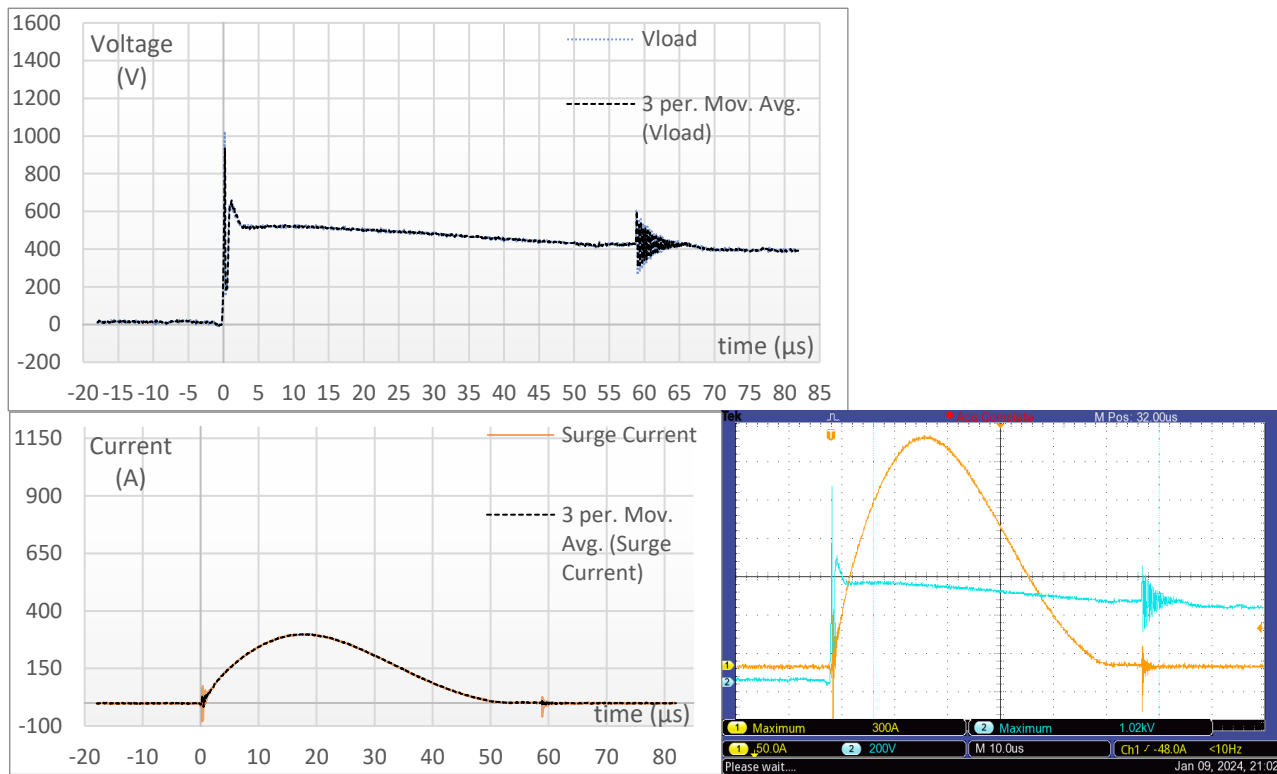 1600
1400
1200
1000
800
600
400
200
0
-200
Voltage
(V)
Vload
3 per. Mov. Avg.
(Vload)
time (µs)
-20 -15 -10 -5 0 5 10 15 20 25 30 35 40 45 50 55 60 65 70 75 80 85
1150
900
650
400
150
-100
Current
(A)
Surge Current
3 per. Mov.
Avg. (Surge
Current)
time (µs)
-20 -10 0 10 20 30 40 50 60 70 80
Tek M Pos: 32.00us
T
1
2
1 Maximum 300A 2 Maximum 1.02kV
1 50.0A 2 200V M 10.0us Ch1 -48.0A <10Hz
Please wait.... Jan 09, 2024, 21:02